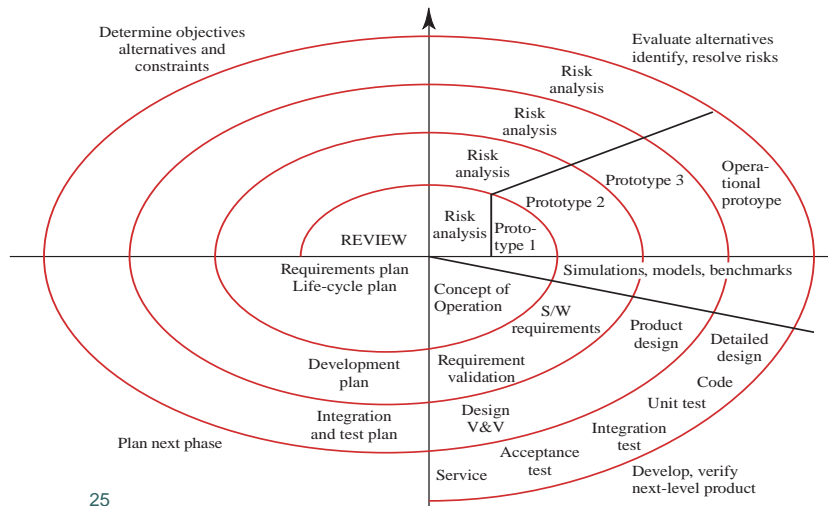 Determine objectives
alternatives and
constraints
Evaluate alternatives
identify, resolve risks
Risk
analysis
Risk
analysis
Risk
analysis
Risk
analysis
Proto-
type 1
Prototype 2
Prototype 3
Opera-
tional
protoype
REVIEW
Requirements plan
Life-cycle plan
Simulations, models, benchmarks
Concept of
Operation
S/W
requirements
Product
design
Detailed
design
Development
plan
Requirement
validation
Code
Unit test
Integration
and test plan
Design
V&V
Integration
test
Plan next phase
Acceptance
test
Service
Develop, verify
next-level product
25